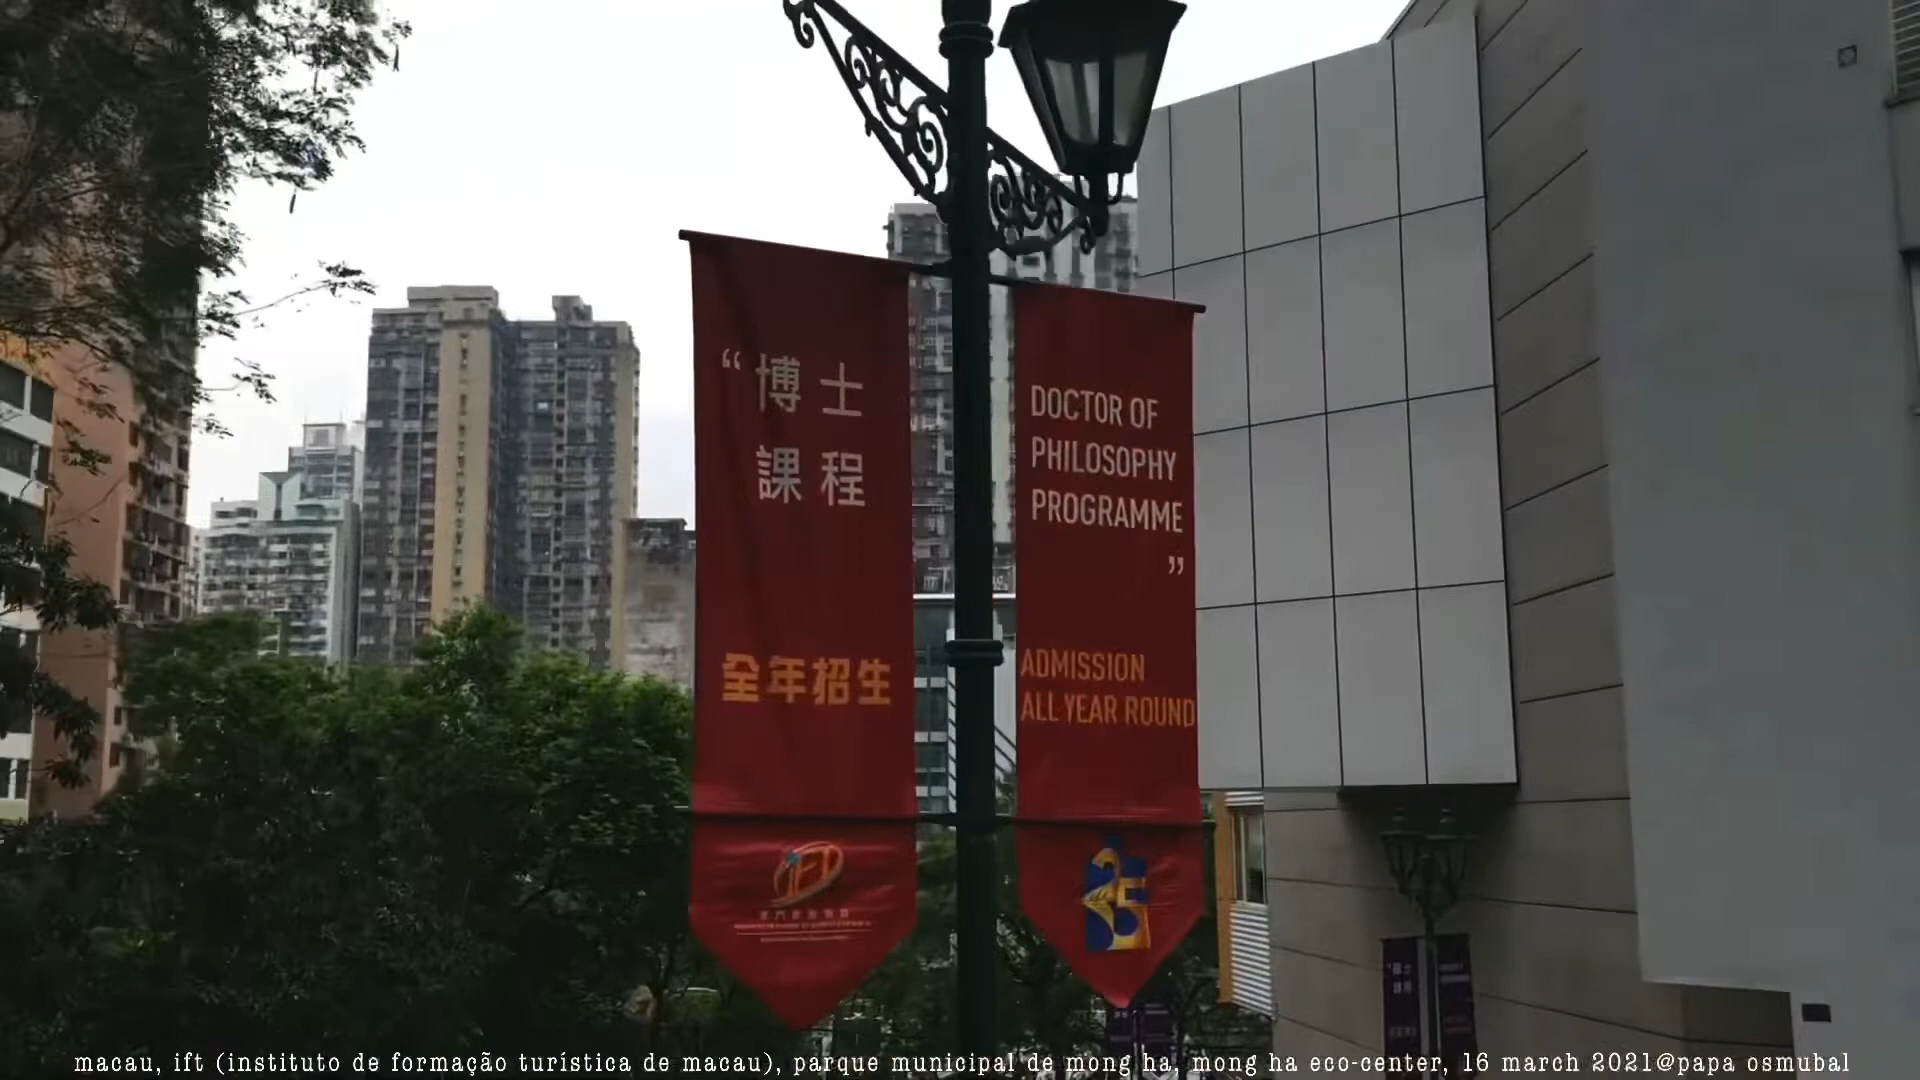 “ 博士
課程
全年招生
DOCTOR OF
PHILOSOPHY
PROGRAMME
”
ADMISSION
ALL YEAR ROUND
25
macau, ift (instituto de formação turística de macau), parque municipal de mong ha, mong ha eco-center, 16 march 2021@papa osmubal